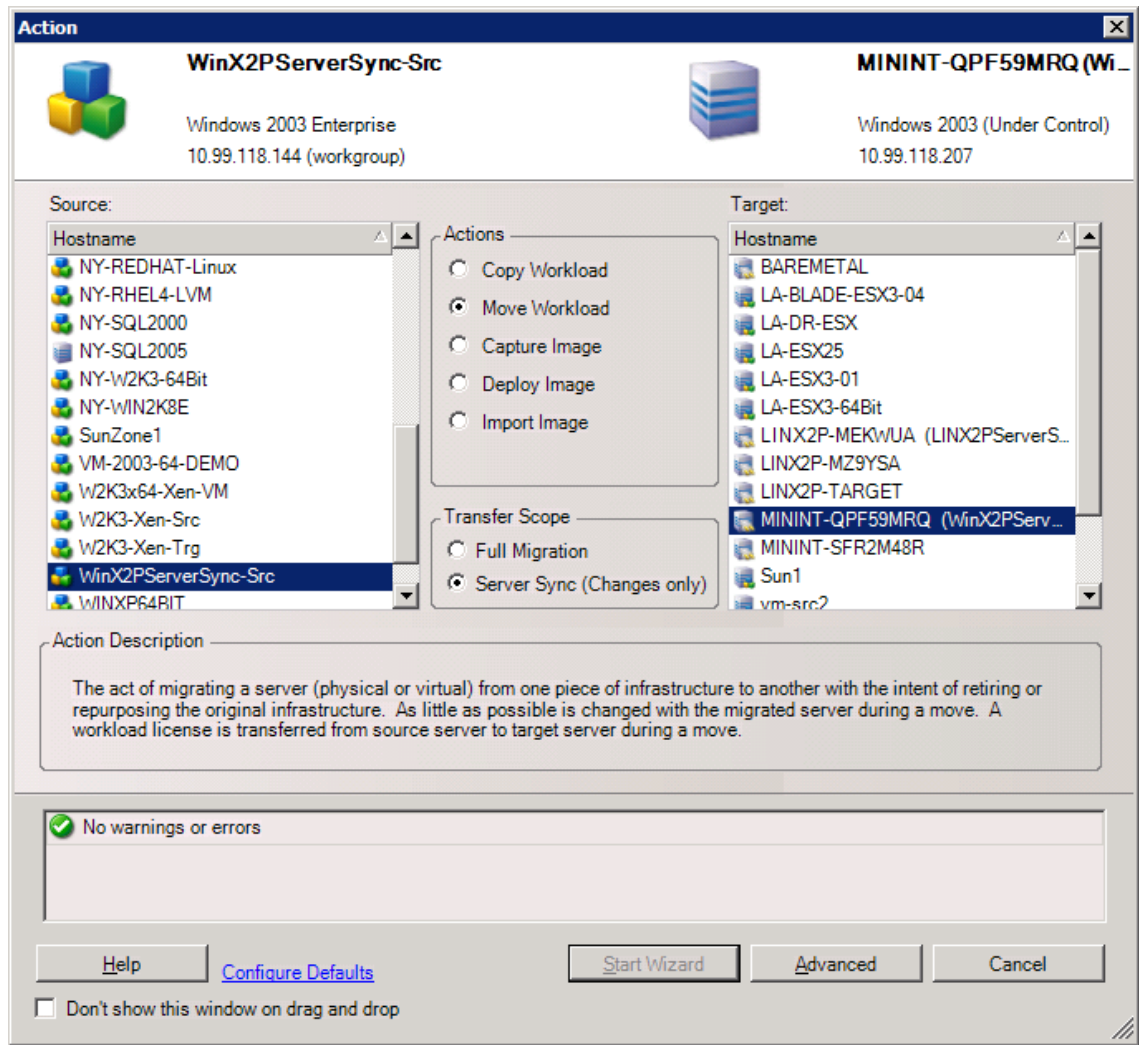 Action
WinX2PServerSync-Src
MININT-QPF59MRQ (Wi...
Windows 2003 Enterprise
Windows 2003 (Under Control)
10.99.118.144 (workgroup)
10.99.118.207
Source:
Hostname
NY-REDHAT-Linux
NY-RHEL4-LVM
NY-SQL2000
NY-SQL2005
NY-W2K3-64Bit
NY-WIN2K8E
SunZone1
VM-2003-64-DEMO
W2K3x64-Xen-VM
W2K3-Xen-Src
W2K3-Xen-Trg
WinX2PServerSync-Src
WINXP64BIT
Actions
Copy Workload
Move Workload
Capture Image
Deploy Image
Import Image
Transfer Scope
Full Migration
Server Sync (Changes only)
Target:
Hostname
BAREMETAL
LA-BLADE-ESX3-04
LA-DR-ESX
LA-ESX25
LA-ESX3-01
LA-ESX3-64Bit
LINX2P-MEKWUA (LINX2PServerS...
LINX2P-MZ9YSA
LINX2P-TARGET
MININT-QPF59MRQ (WinX2PServ...
MININT-SFR2M48R
Sun1
vm-src2
Action Description
The act of migrating a server (physical or virtual) from one piece of infrastructure to another with the intent of retiring or
repurposing the original infrastructure. As little as possible is changed with the migrated server during a move. A
workload license is transferred from source server to target server during a move.
No warnings or errors
Help
Configure Defaults
Start Wizard
Advanced
Cancel
Don't show this window on drag and drop